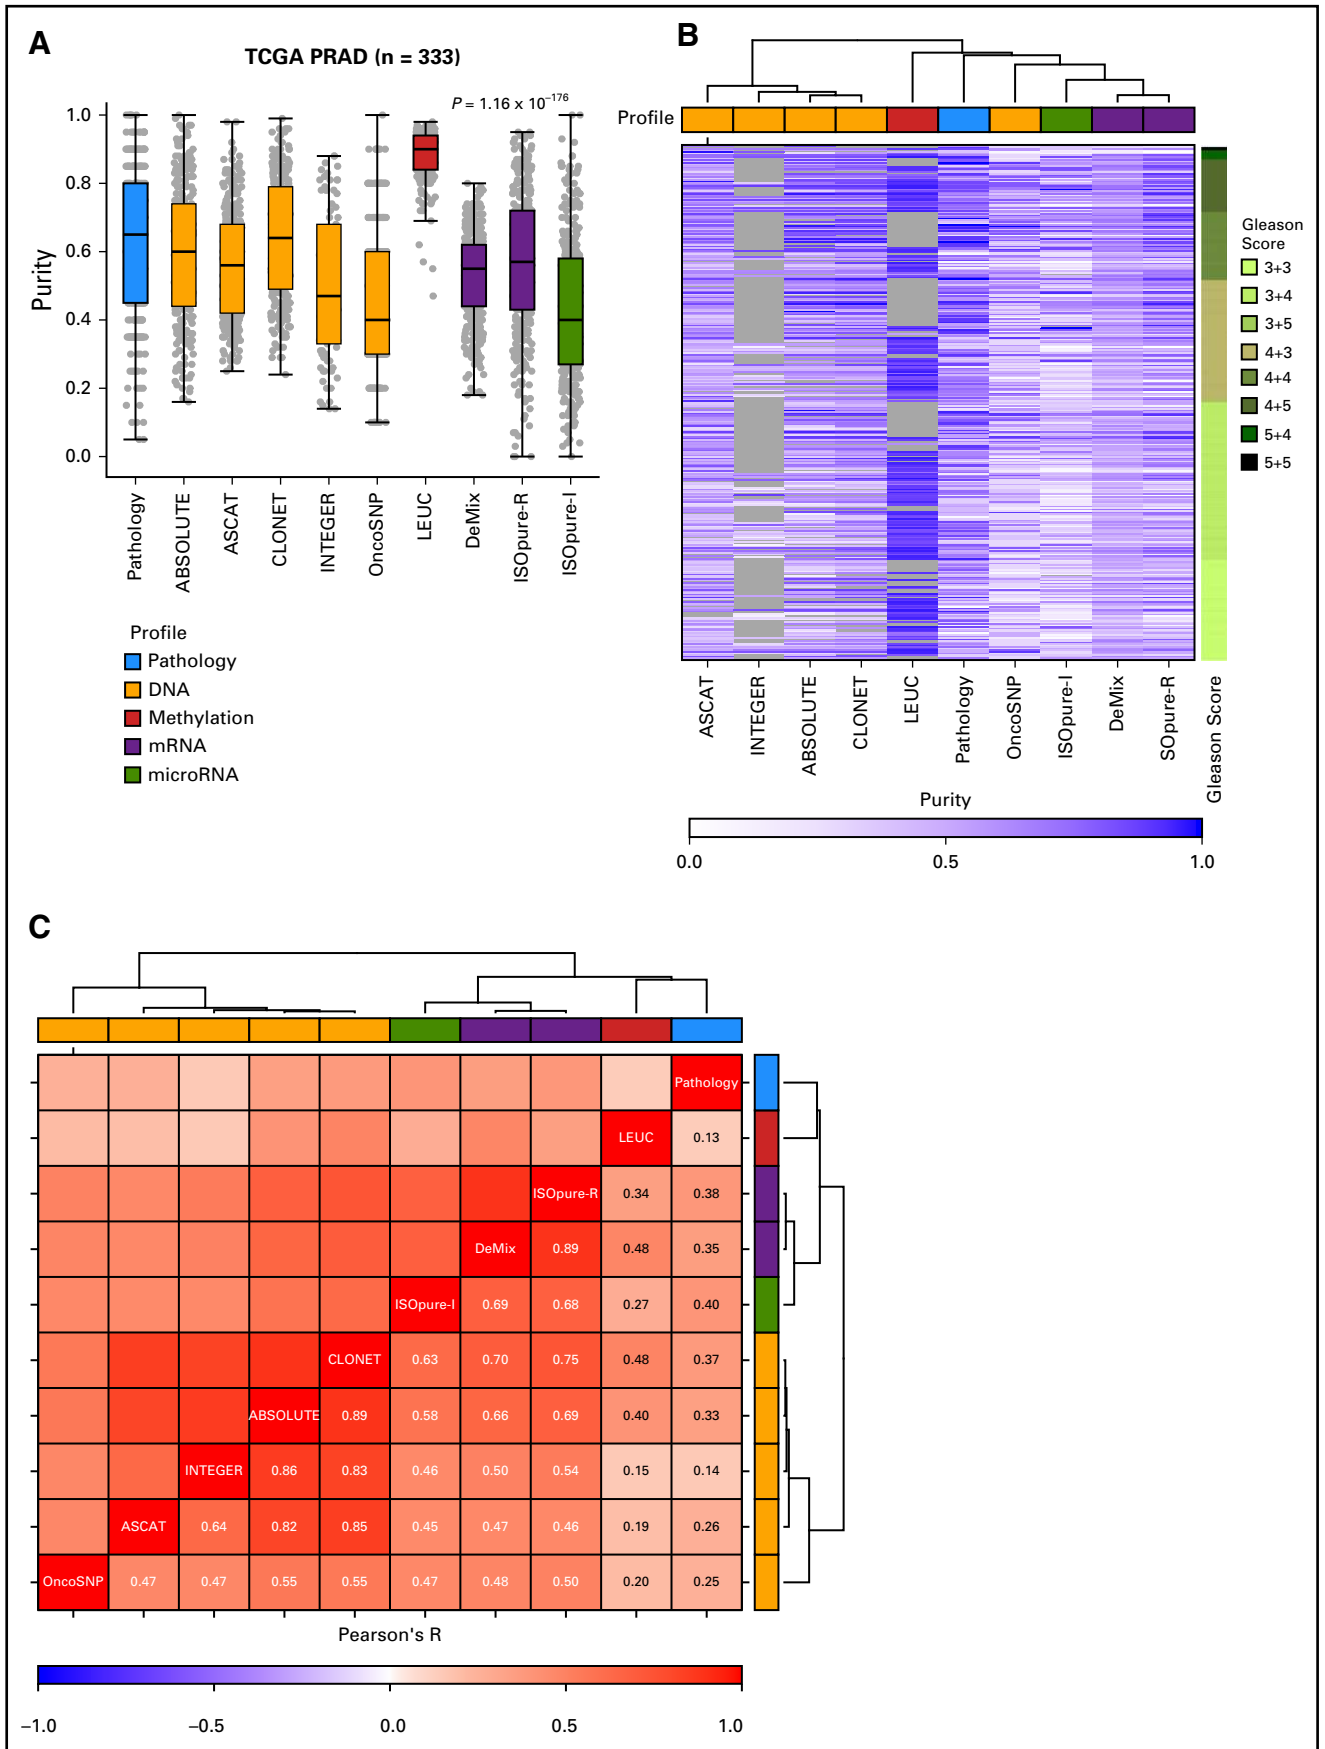 A
TCGA PRAD (n = 333)
P = 1.16 x 10⁻¹⁷⁶
Purity
1.0
0.8
0.6
0.4
0.2
0.0
Pathology
ABSOLUTE
ASCAT
CLONET
INTEGER
OncoSNP
LEUC
DeMix
ISOpure-R
ISOpure-I
Profile
Pathology
DNA
Methylation
mRNA
microRNA
B
Profile
Gleason
Score
3+3
3+4
3+5
4+3
4+4
4+5
5+4
5+5
ASCAT
INTEGER
ABSOLUTE
CLONET
LEUC
Pathology
OncoSNP
ISOpure-I
DeMix
SOpure-R
Gleason Score
Purity
0.0 0.5 1.0
C
Pathology
LEUC 0.13
ISOpure-R 0.34 0.38
DeMix 0.89 0.48 0.35
ISOpure-I 0.69 0.68 0.27 0.40
CLONET 0.63 0.70 0.75 0.48 0.37
ABSOLUTE 0.89 0.58 0.66 0.69 0.40 0.33
INTEGER 0.86 0.83 0.46 0.50 0.54 0.15 0.14
ASCAT 0.64 0.82 0.85 0.45 0.47 0.46 0.19 0.26
OncoSNP 0.47 0.47 0.55 0.55 0.47 0.48 0.50 0.20 0.25
Pearson's R
−1.0 −0.5 0.0 0.5 1.0